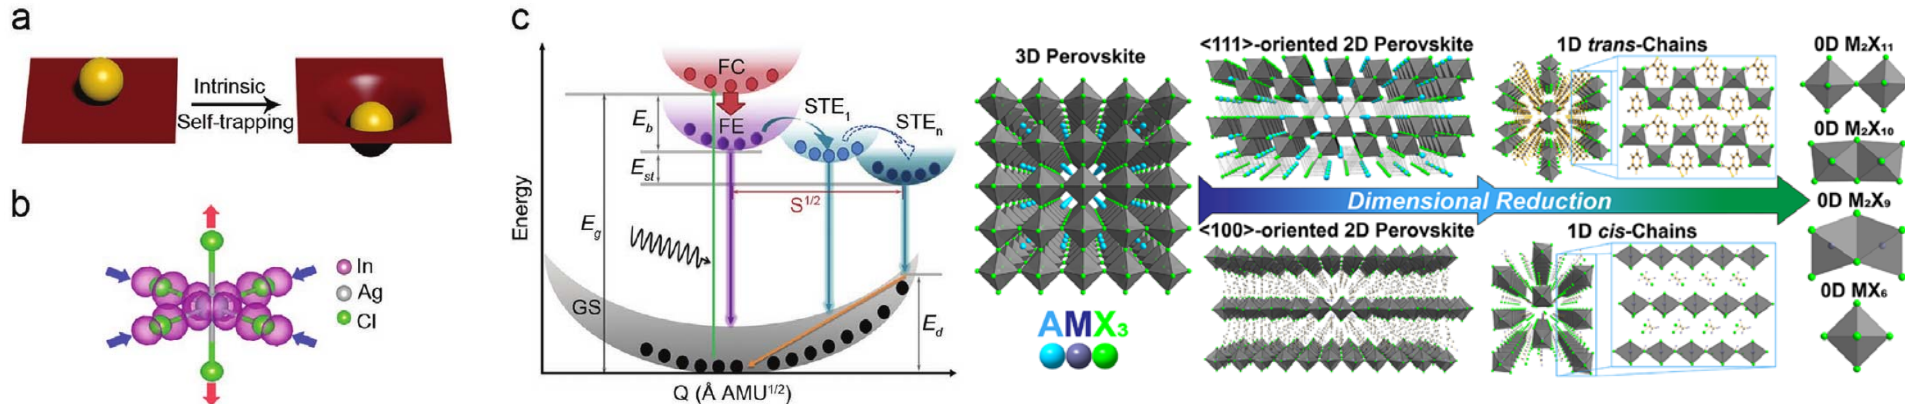 a
Intrinsic
Self-trapping
b
In
Ag
Cl
c
Energy
FC
FE
STE1
STEn
Eb
Est
S1/2
Eg
GS
Ed
Q (Å AMU1/2)
3D Perovskite
AMX3
<111>-oriented 2D Perovskite
1D trans-Chains
Dimensional Reduction
<100>-oriented 2D Perovskite
1D cis-Chains
0D M2X11
0D M2X10
0D M2X9
0D MX6